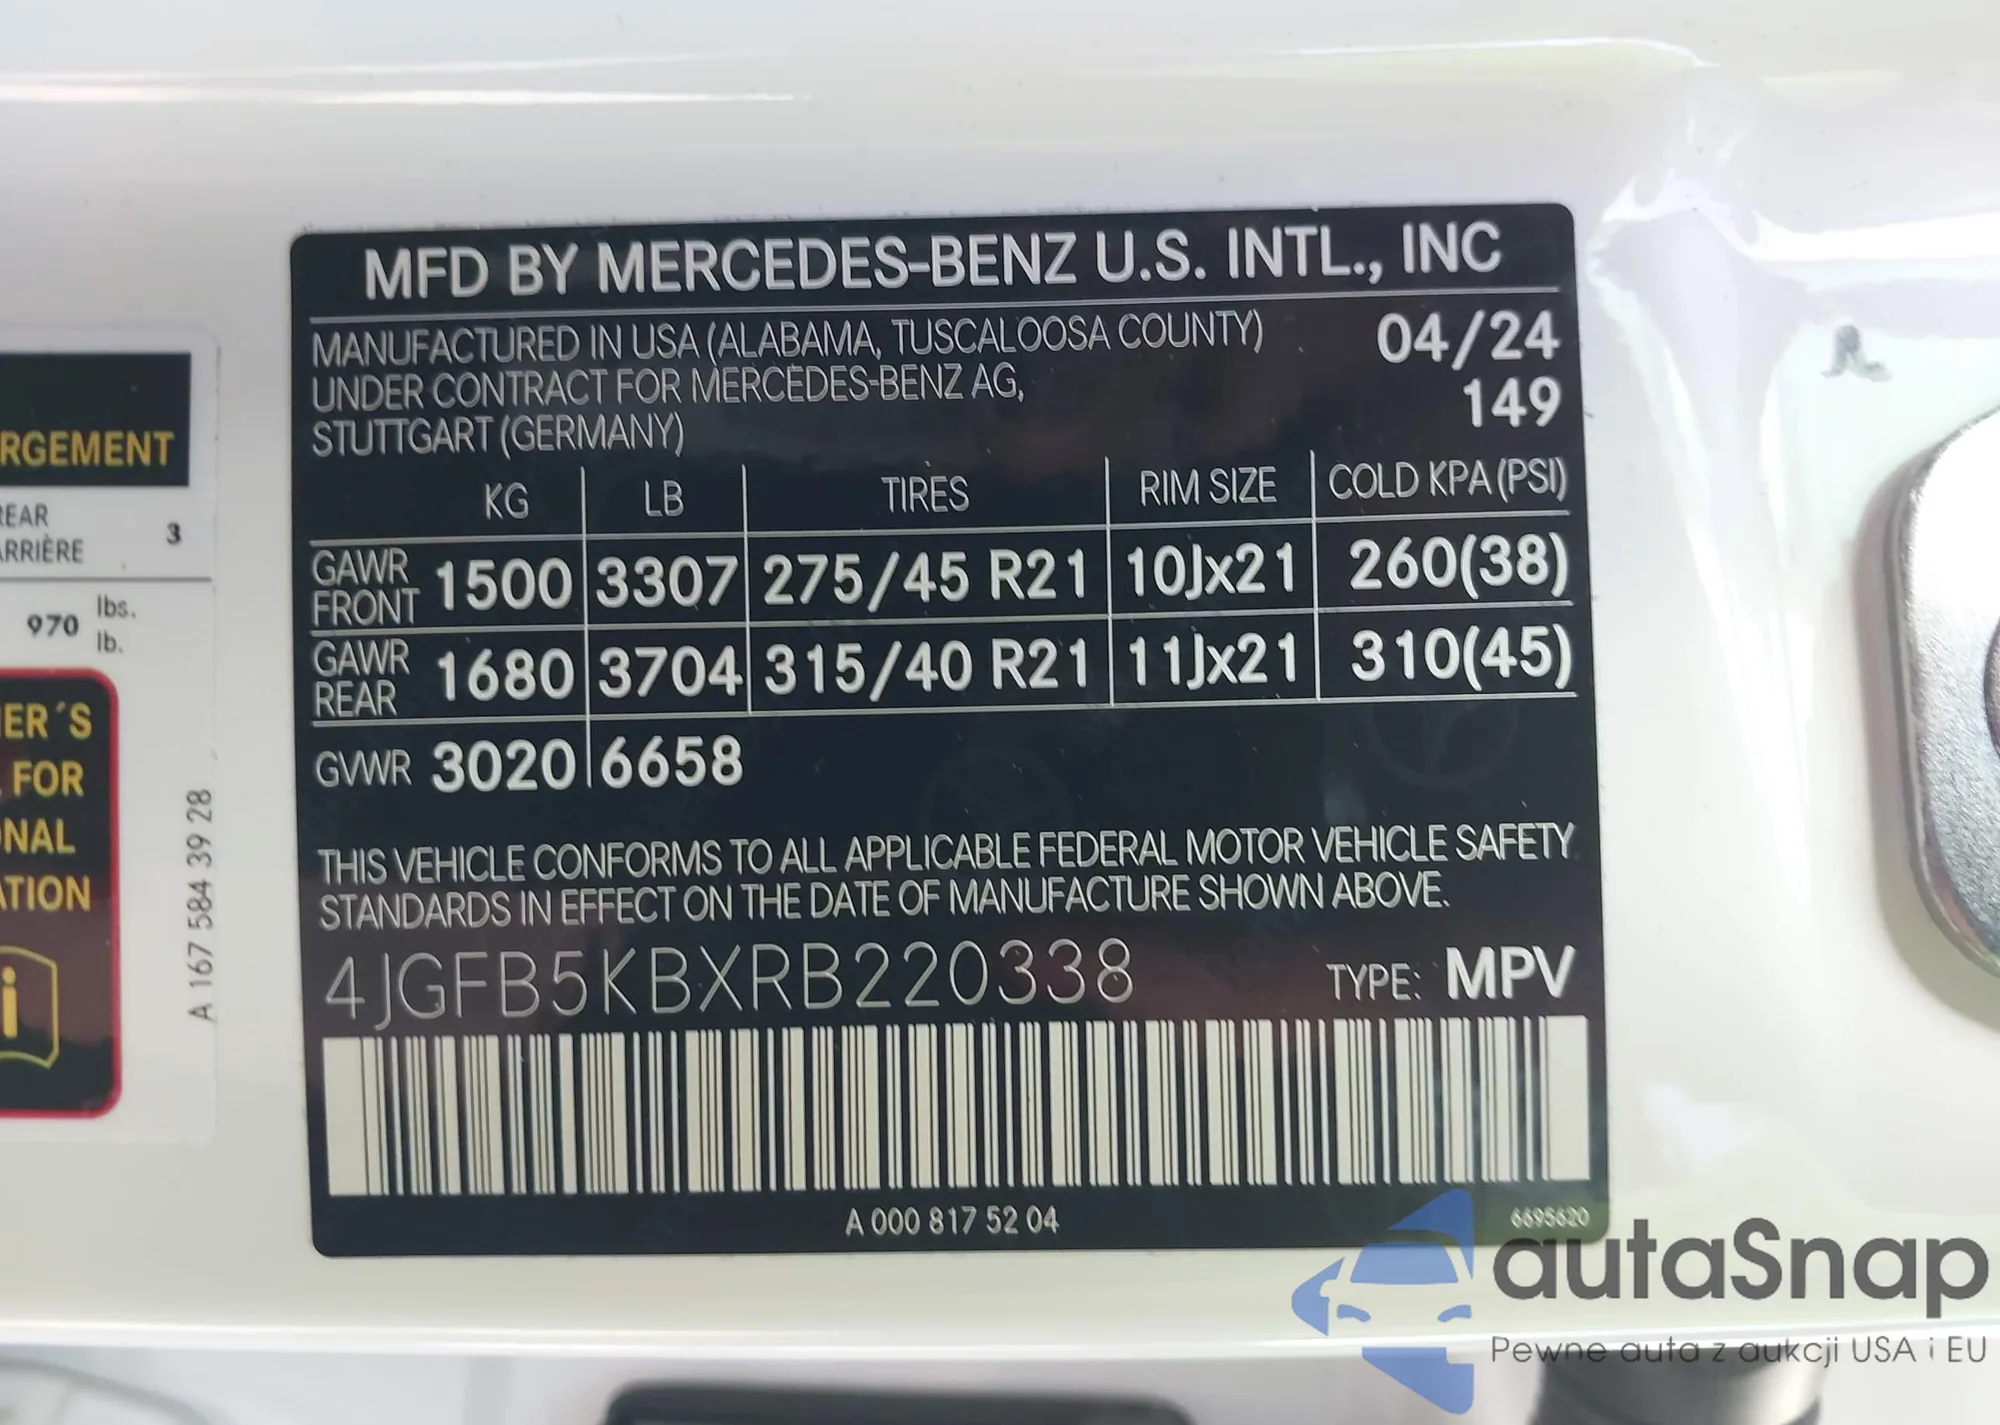 MFD BY MERCEDES-BENZ U.S. INTL., INC
MANUFACTURED IN USA (ALABAMA, TUSCALOOSA COUNTY) 04/24
UNDER CONTRACT FOR MERCEDES-BENZ AG, 149
STUTTGART (GERMANY)
KG LB TIRES RIM SIZE COLD KPA (PSI)
GAWR FRONT 1500 3307 275/45 R21 10Jx21 260(38)
GAWR REAR 1680 3704 315/40 R21 11Jx21 310(45)
GVWR 3020 6658
THIS VEHICLE CONFORMS TO ALL APPLICABLE FEDERAL MOTOR VEHICLE SAFETY
STANDARDS IN EFFECT ON THE DATE OF MANUFACTURE SHOWN ABOVE.
4JGFB5KBXRB220338 TYPE: MPV
A 000 817 52 04
6695620
RGEMENT
EAR
RRIÈRE 3
970 lbs.
lb.
ER´S
FOR
NAL
ATION
i
A 167 584 39 28
autaSnap
Pewne auta z aukcji USA i EU